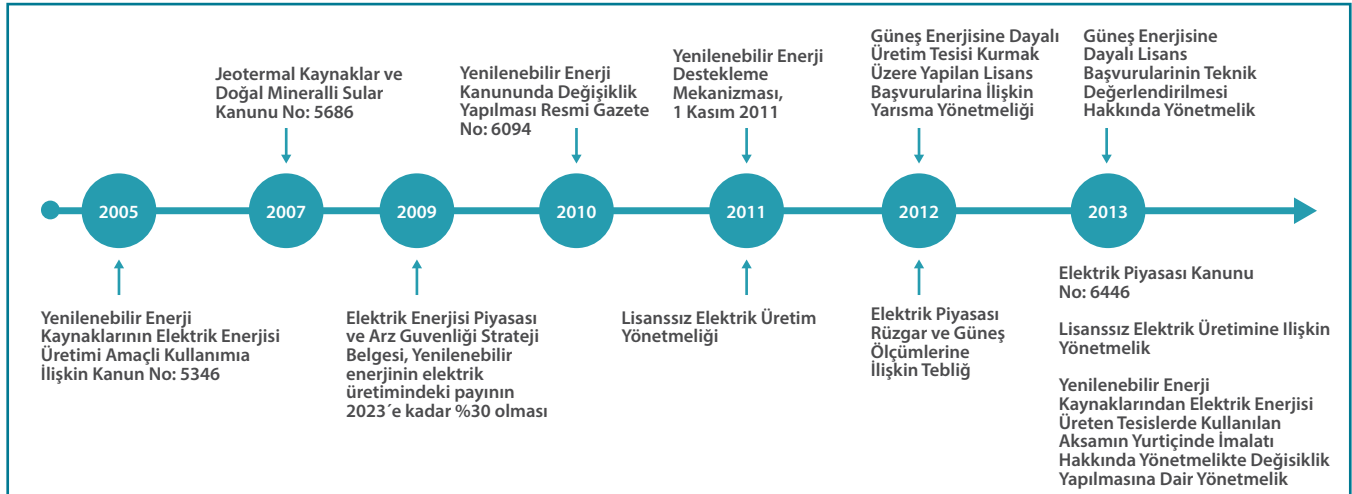 Jeotermal Kaynaklar ve
Doğal Mineralli Sular
Kanunu No: 5686
Yenilenebilir Enerji
Kanununda Değişiklik
Yapılması Resmi Gazete
No: 6094
Yenilenebilir Enerji
Destekleme
Mekanizması,
1 Kasım 2011
Güneş Enerjisine Dayalı
Üretim Tesisi Kurmak
Üzere Yapılan Lisans
Başvurularina İlişkin
Yarısma Yönetmeliği
Güneş Enerjisine
Dayalı Lisans
Başvurularinin Teknik
Değerlendirilmesi
Hakkında Yönetmelik
2005
2007
2009
2010
2011
2012
2013
Yenilenebilir Enerji
Kaynaklarının Elektrik Enerjisi
Üretimi Amaçli Kullanımıa
İlişkin Kanun No: 5346
Elektrik Enerjisi Piyasası
ve Arz Guvenliği Strateji
Belgesi, Yenilenebilir
enerjinin elektrik
üretimindeki payının
2023´e kadar %30 olması
Lisanssız Elektrik Üretim
Yönetmeliği
Elektrik Piyasası
Rüzgar ve Güneş
Ölçümlerine
İlişkin Tebliğ
Elektrik Piyasası Kanunu
No: 6446
Lisanssız Elektrik Üretimine Ilişkin
Yönetmelik
Yenilenebilir Enerji
Kaynaklarından Elektrik Enerjisi
Üreten Tesislerde Kullanılan
Aksamın Yurtiçinde İmalatı
Hakkında Yönetmelikte Değisiklik
Yapılmasına Dair Yönetmelik